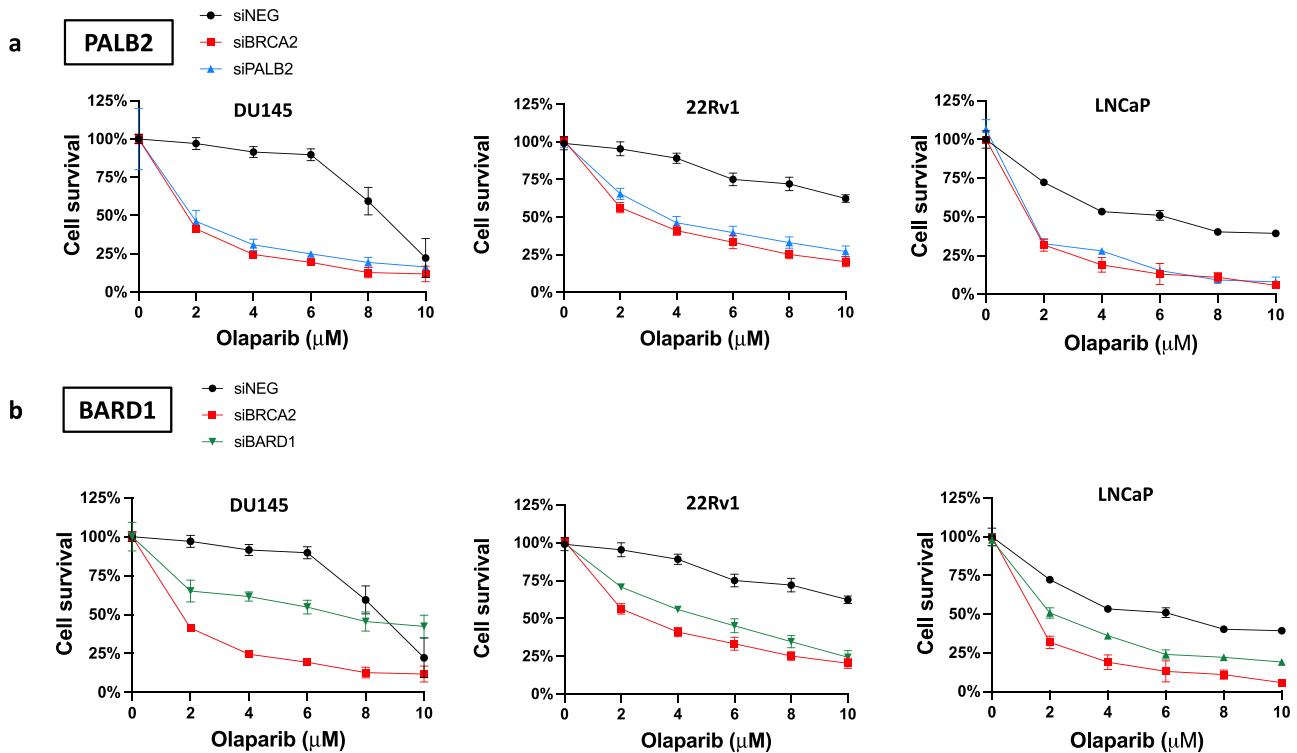 a
PALB2
siNEG
siBRCA2
siPALB2
DU145
125%
100%
75%
50%
25%
0%
0 2 4 6 8 10
Cell survival
Olaparib (μM)
22Rv1
125%
100%
75%
50%
25%
0%
0 2 4 6 8 10
Cell survival
Olaparib (μM)
LNCaP
125%
100%
75%
50%
25%
0%
0 2 4 6 8 10
Cell survival
Olaparib (μM)
b
BARD1
siNEG
siBRCA2
siBARD1
DU145
125%
100%
75%
50%
25%
0%
0 2 4 6 8 10
Cell survival
Olaparib (μM)
22Rv1
125%
100%
75%
50%
25%
0%
0 2 4 6 8 10
Cell survival
Olaparib (μM)
LNCaP
125%
100%
75%
50%
25%
0%
0 2 4 6 8 10
Cell survival
Olaparib (μM)